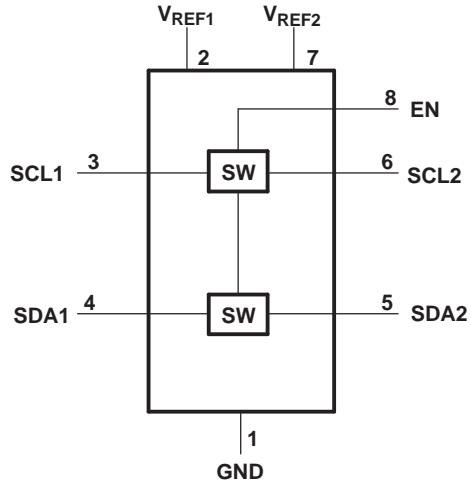 VREF1 VREF2
2 7
8 EN
SCL1 3 SW 6 SCL2
SDA1 4 SW 5 SDA2
1
GND